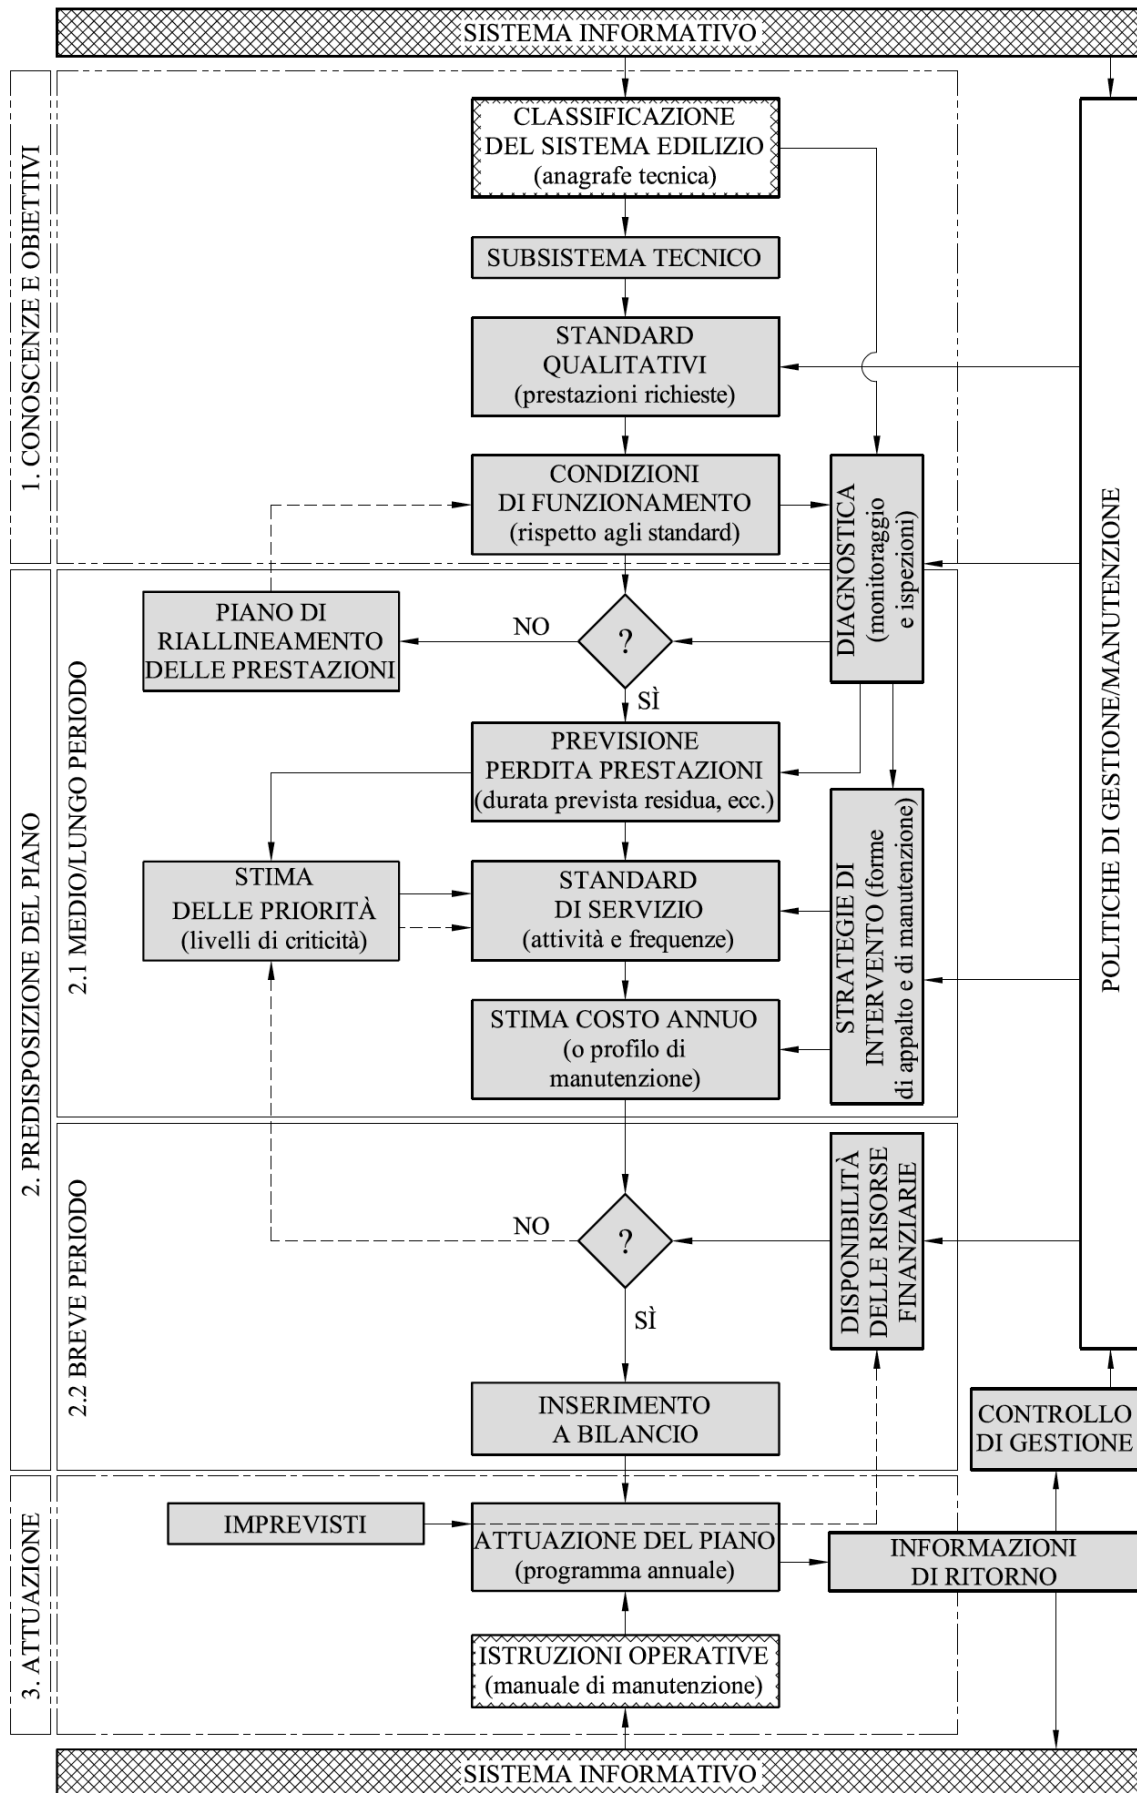 SISTEMA INFORMATIVO
1. CONOSCENZE E OBIETTIVI
CLASSIFICAZIONE
DEL SISTEMA EDILIZIO
(anagrafe tecnica)
SUBSISTEMA TECNICO
STANDARD
QUALITATIVI
(prestazioni richieste)
CONDIZIONI
DI FUNZIONAMENTO
(rispetto agli standard)
DIAGNOSTICA
(monitoraggio
e ispezioni)
POLITICHE DI GESTIONE/MANUTENZIONE
2. PREDISPOSIZIONE DEL PIANO
2.1 MEDIO/LUNGO PERIODO
PIANO DI
RIALLINEAMENTO
DELLE PRESTAZIONI
NO
?
SÌ
PREVISIONE
PERDITA PRESTAZIONI
(durata prevista residua, ecc.)
STIMA
DELLE PRIORITÀ
(livelli di criticità)
STANDARD
DI SERVIZIO
(attività e frequenze)
STRATEGIE DI
INTERVENTO (forme
di appalto e di manutenzione)
STIMA COSTO ANNUO
(o profilo di
manutenzione)
2.2 BREVE PERIODO
NO
?
SÌ
DISPONIBILITÀ
DELLE RISORSE
FINANZIARIE
INSERIMENTO
A BILANCIO
CONTROLLO
DI GESTIONE
3. ATTUAZIONE
IMPREVISTI
ATTUAZIONE DEL PIANO
(programma annuale)
INFORMAZIONI
DI RITORNO
ISTRUZIONI OPERATIVE
(manuale di manutenzione)
SISTEMA INFORMATIVO